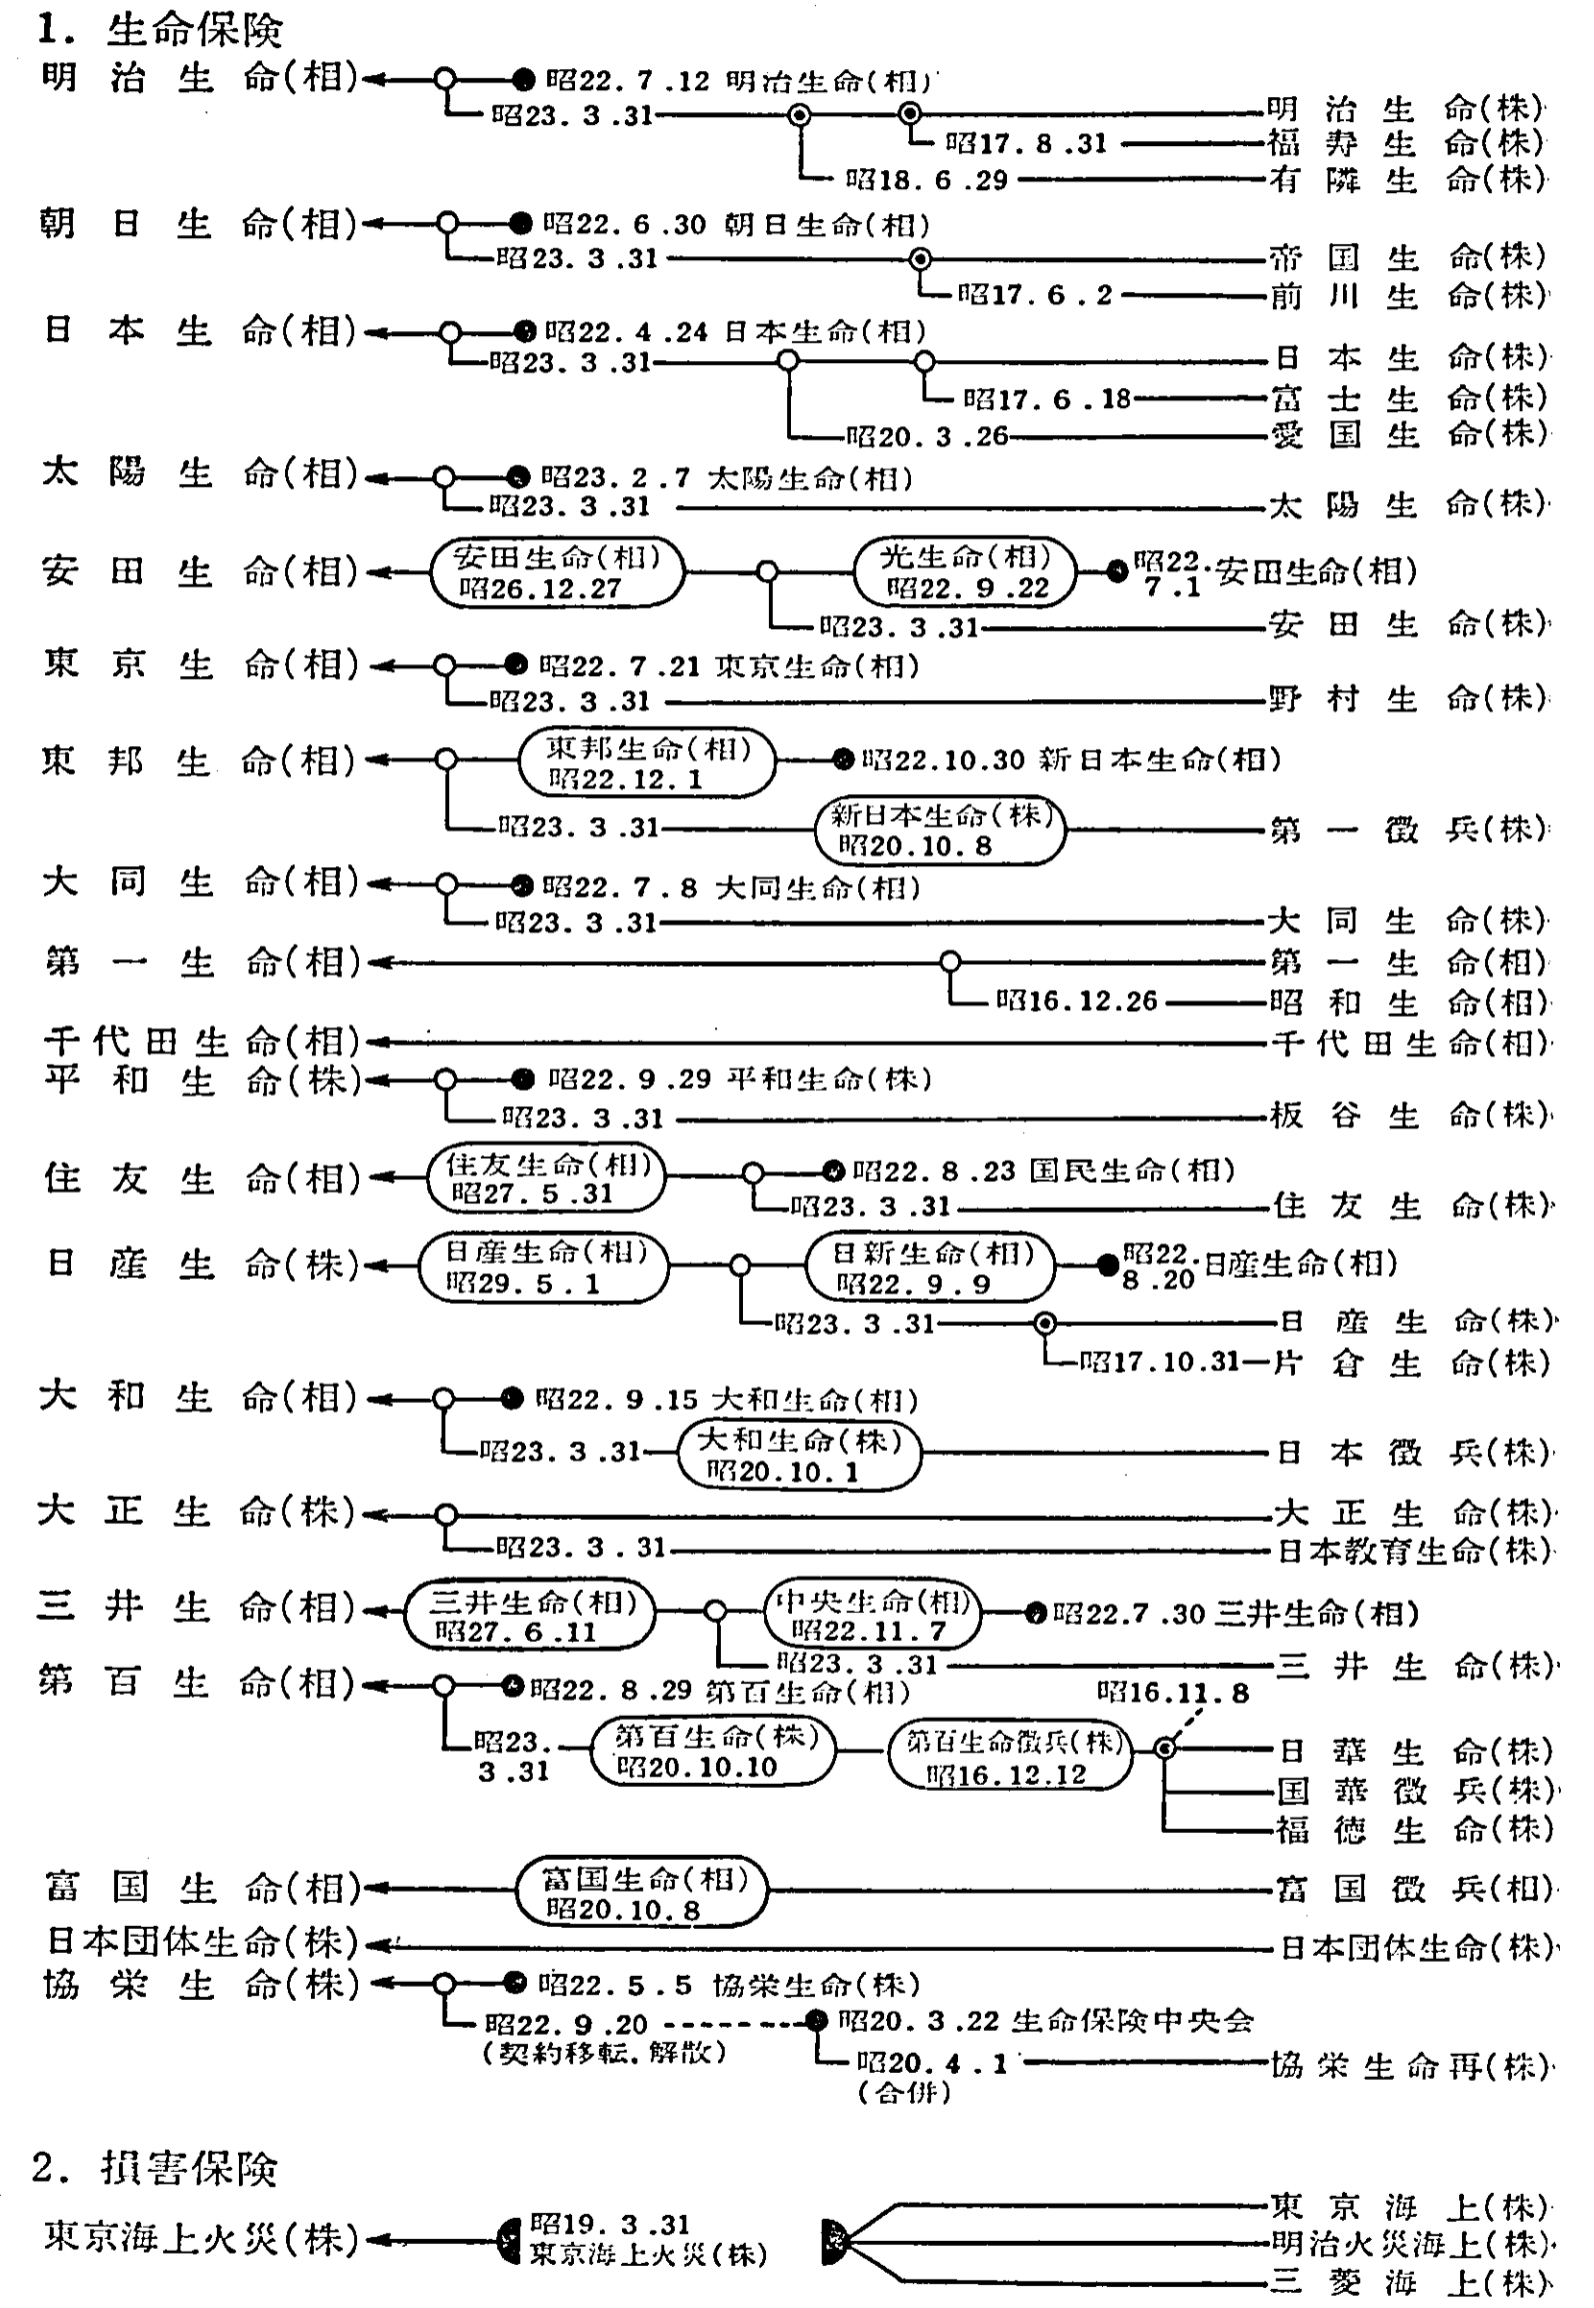 1. 生命保険
明治生命(相) 昭22.7.12 明治生命(相)
昭23.3.31 明治生命(株)
昭17.8.31 福寿生命(株)
昭18.6.29 有隣生命(株)
朝日生命(相) 昭22.6.30 朝日生命(相)
昭23.3.31 帝国生命(株)
昭17.6.2 前川生命(株)
日本生命(相) 昭22.4.24 日本生命(相)
昭23.3.31 日本生命(株)
昭17.6.18 富士生命(株)
昭20.3.26 愛国生命(株)
太陽生命(相) 昭23.2.7 太陽生命(相)
昭23.3.31 太陽生命(株)
安田生命(相) 安田生命(相) 昭26.12.27 光生命(相) 昭22.9.22 昭22.7.1 安田生命(相)
昭23.3.31 安田生命(株)
東京生命(相) 昭22.7.21 東京生命(相)
昭23.3.31 野村生命(株)
東邦生命(相) 東邦生命(相) 昭22.12.1 昭22.10.30 新日本生命(相)
昭23.3.31 新日本生命(株) 昭20.10.8 第一徴兵(株)
大同生命(相) 昭22.7.8 大同生命(相)
昭23.3.31 大同生命(株)
第一生命(相) 第一生命(相)
昭16.12.26 昭和生命(相)
千代田生命(相) 千代田生命(相)
平和生命(株) 昭22.9.29 平和生命(株)
昭23.3.31 板谷生命(株)
住友生命(相) 住友生命(相) 昭27.5.31 昭22.8.23 国民生命(相)
昭23.3.31 住友生命(株)
日産生命(株) 日産生命(相) 昭29.5.1 日新生命(相) 昭22.9.9 昭22.8.20 日産生命(相)
昭23.3.31 日産生命(株)
昭17.10.31 片倉生命(株)
大和生命(相) 昭22.9.15 大和生命(相)
昭23.3.31 大和生命(株) 昭20.10.1 日本徴兵(株)
大正生命(株) 大正生命(株)
昭23.3.31 日本教育生命(株)
三井生命(相) 三井生命(相) 昭27.6.11 中央生命(相) 昭22.11.7 昭22.7.30 三井生命(相)
昭23.3.31 三井生命(株)
第百生命(相) 昭22.8.29 第百生命(相) 昭16.11.8
昭23.3.31 第百生命(株) 昭20.10.10 第百生命徴兵(株) 昭16.12.12 日華生命(株)
国華徴兵(株)
福徳生命(株)
富国生命(相) 富国生命(相) 昭20.10.8 富国徴兵(相)
日本団体生命(株) 日本団体生命(株)
協栄生命(株) 昭22.5.5 協栄生命(株)
昭22.9.20 昭20.3.22 生命保険中央会
(契約移転.解散) 昭20.4.1 協栄生命再(株)
(合併)
2. 損害保険
東京海上火災(株) 昭19.3.31 東京海上火災(株) 東京海上(株)
明治火災海上(株)
三菱海上(株)